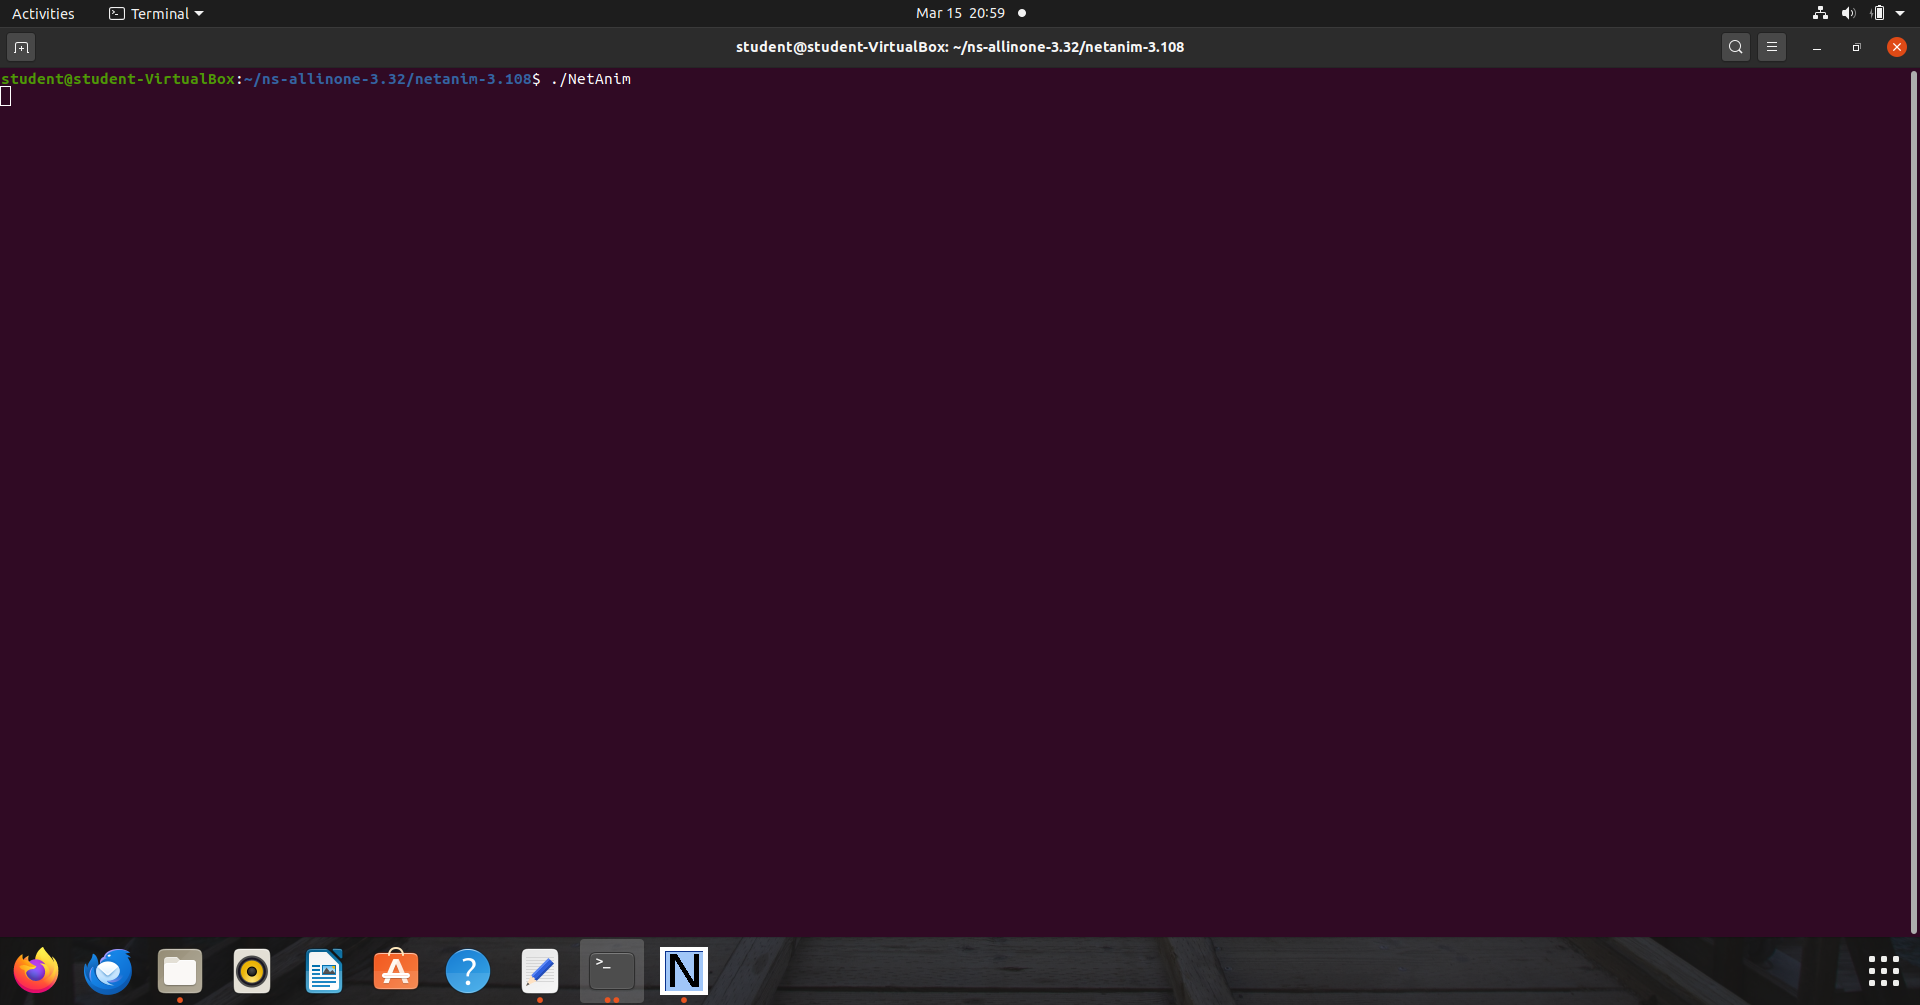 Activities
Terminal
Mar 15 20:59
student@student-VirtualBox: ~/ns-allinone-3.32/netanim-3.108
student@student-VirtualBox:~/ns-allinone-3.32/netanim-3.108$ ./NetAnim
A
?
>_
N